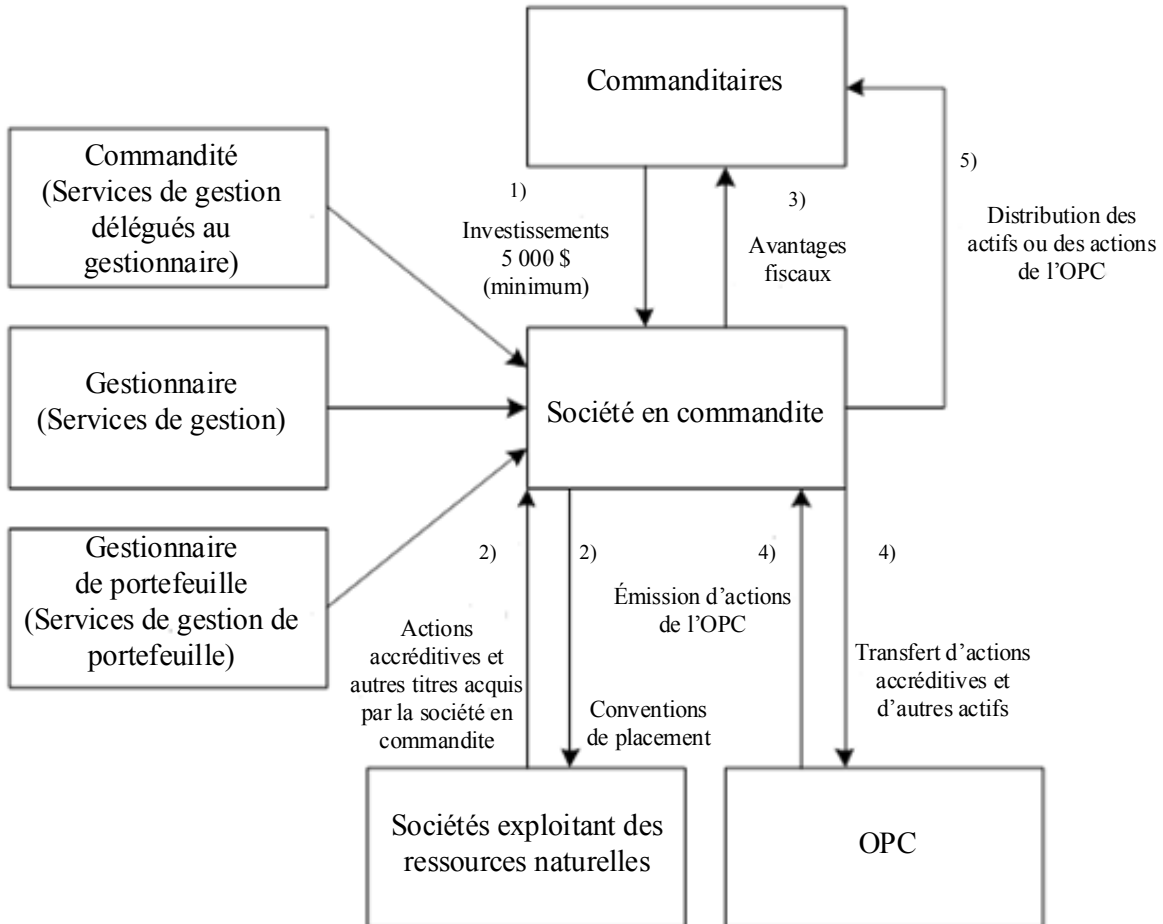 Commanditaires
Commandité
(Services de gestion
délégués au
gestionnaire)
1)
Investissements
5 000 $
(minimum)
3)
Avantages
fiscaux
5)
Distribution des
actifs ou des actions
de l’OPC
Gestionnaire
(Services de gestion)
Société en commandite
Gestionnaire
de portefeuille
(Services de gestion de
portefeuille)
2)
Actions
accréditives et
autres titres acquis
par la société en
commandite
2)
Conventions
de placement
4)
Émission d’actions
de l’OPC
4)
Transfert d’actions
accréditives et
d’autres actifs
Sociétés exploitant des
ressources naturelles
OPC